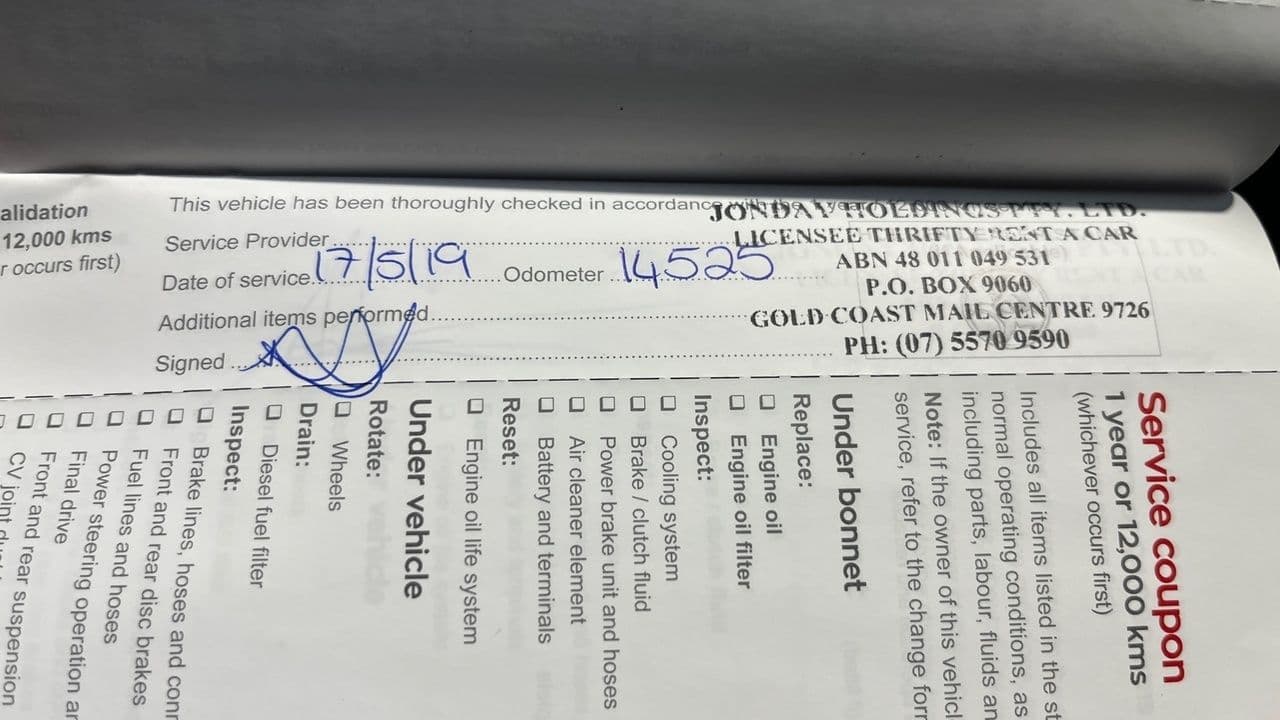 alidation
12,000 kms
r occurs first)
This vehicle has been thoroughly checked in accordance
Service Provider
Date of service 17/5/19 Odometer 14525
Additional items performed
Signed
JONDAY HOLDINGS PTY. LTD.
LICENSEE THRIFTY RENT A CAR
ABN 48 011 049 531
P.O. BOX 9060
GOLD COAST MAIL CENTRE 9726
PH: (07) 5570 9590
Service coupon
1 year or 12,000 kms
(whichever occurs first)
Includes all items listed in the st
normal operating conditions, as
including parts, labour, fluids an
Note: If the owner of this vehicl
service, refer to the change forr
Under bonnet
Replace:
Engine oil
Engine oil filter
Inspect:
Cooling system
Brake / clutch fluid
Power brake unit and hoses
Air cleaner element
Battery and terminals
Reset:
Engine oil life system
Under vehicle
Rotate:
Wheels
Drain:
Diesel fuel filter
Inspect:
Brake lines, hoses and conr
Front and rear disc brakes
Fuel lines and hoses
Power steering operation ar
Final drive
Front and rear suspension
CV joint